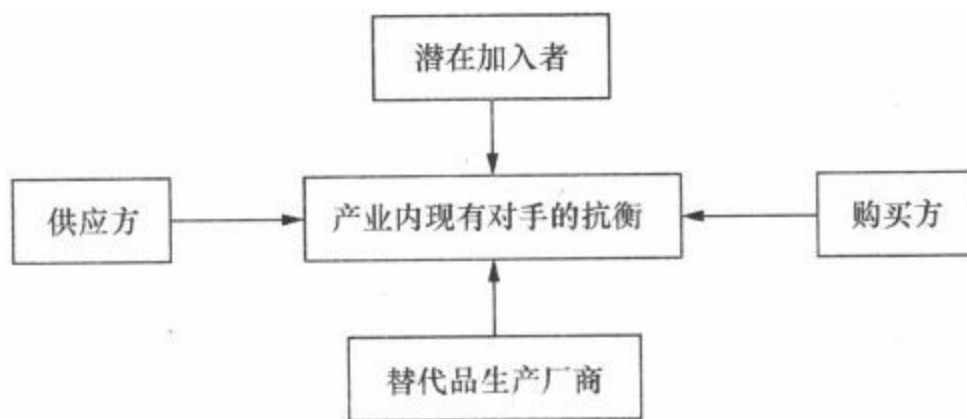 潜在加入者
供应方
产业内现有对手的抗衡
购买方
替代品生产厂商